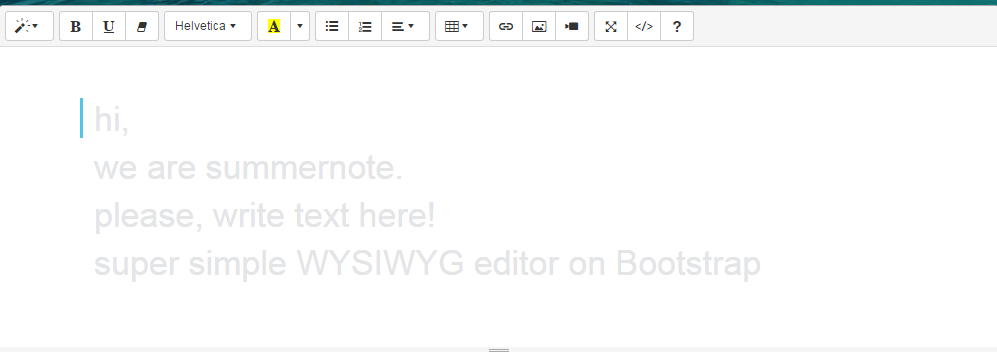 B U Helvetica A </> ?
hi,
we are summernote.
please, write text here!
super simple WYSIWYG editor on Bootstrap